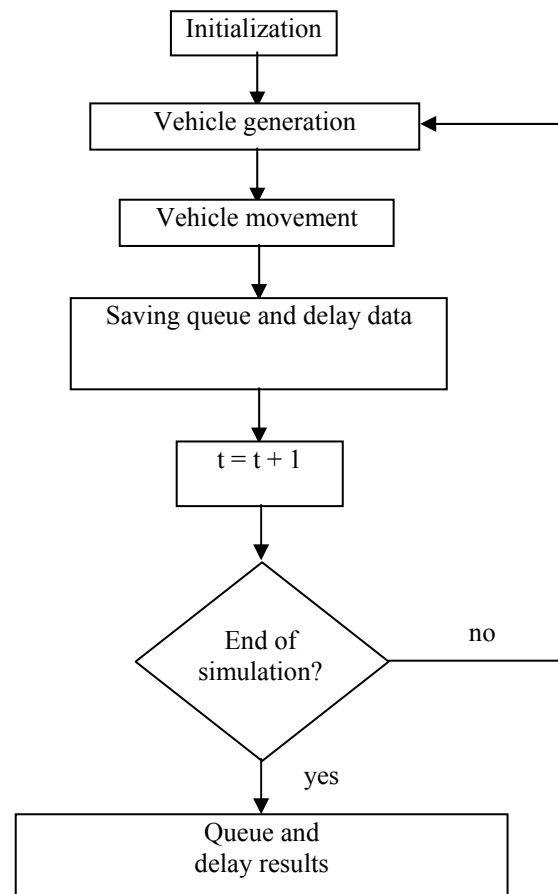 Initialization
Vehicle generation
Vehicle movement
Saving queue and delay data
t = t + 1
End of
simulation?
no
yes
Queue and
delay results